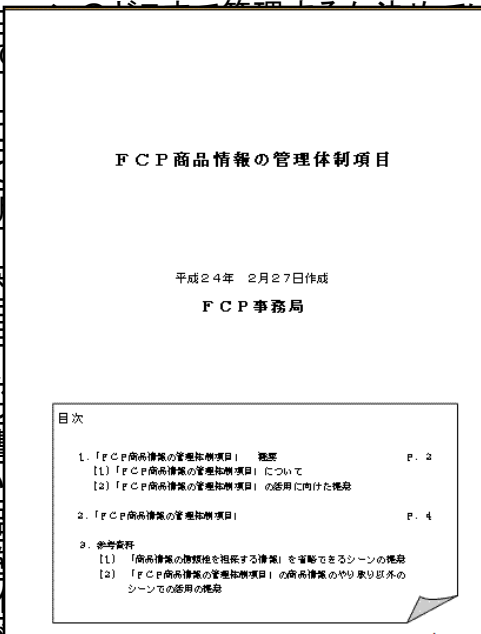 FCP商品情報の管理体制項目
平成24年 2月27日作成
FCP事務局
目次
1.「FCP商品情報の管理体制項目」 概要 P. 2
[1]「FCP商品情報の管理体制項目」について
[2]「FCP商品情報の管理体制項目」の活用に向けた提発
2.「FCP商品情報の管理体制項目」 P. 4
3. 参考資料
[1] 「商品情報の信頼性を担保する情報」を省略できるシーンの提発
[2] 「FCP商品情報の管理体制項目」の商品情報のやり取り以外の
シーンでの活用の提発